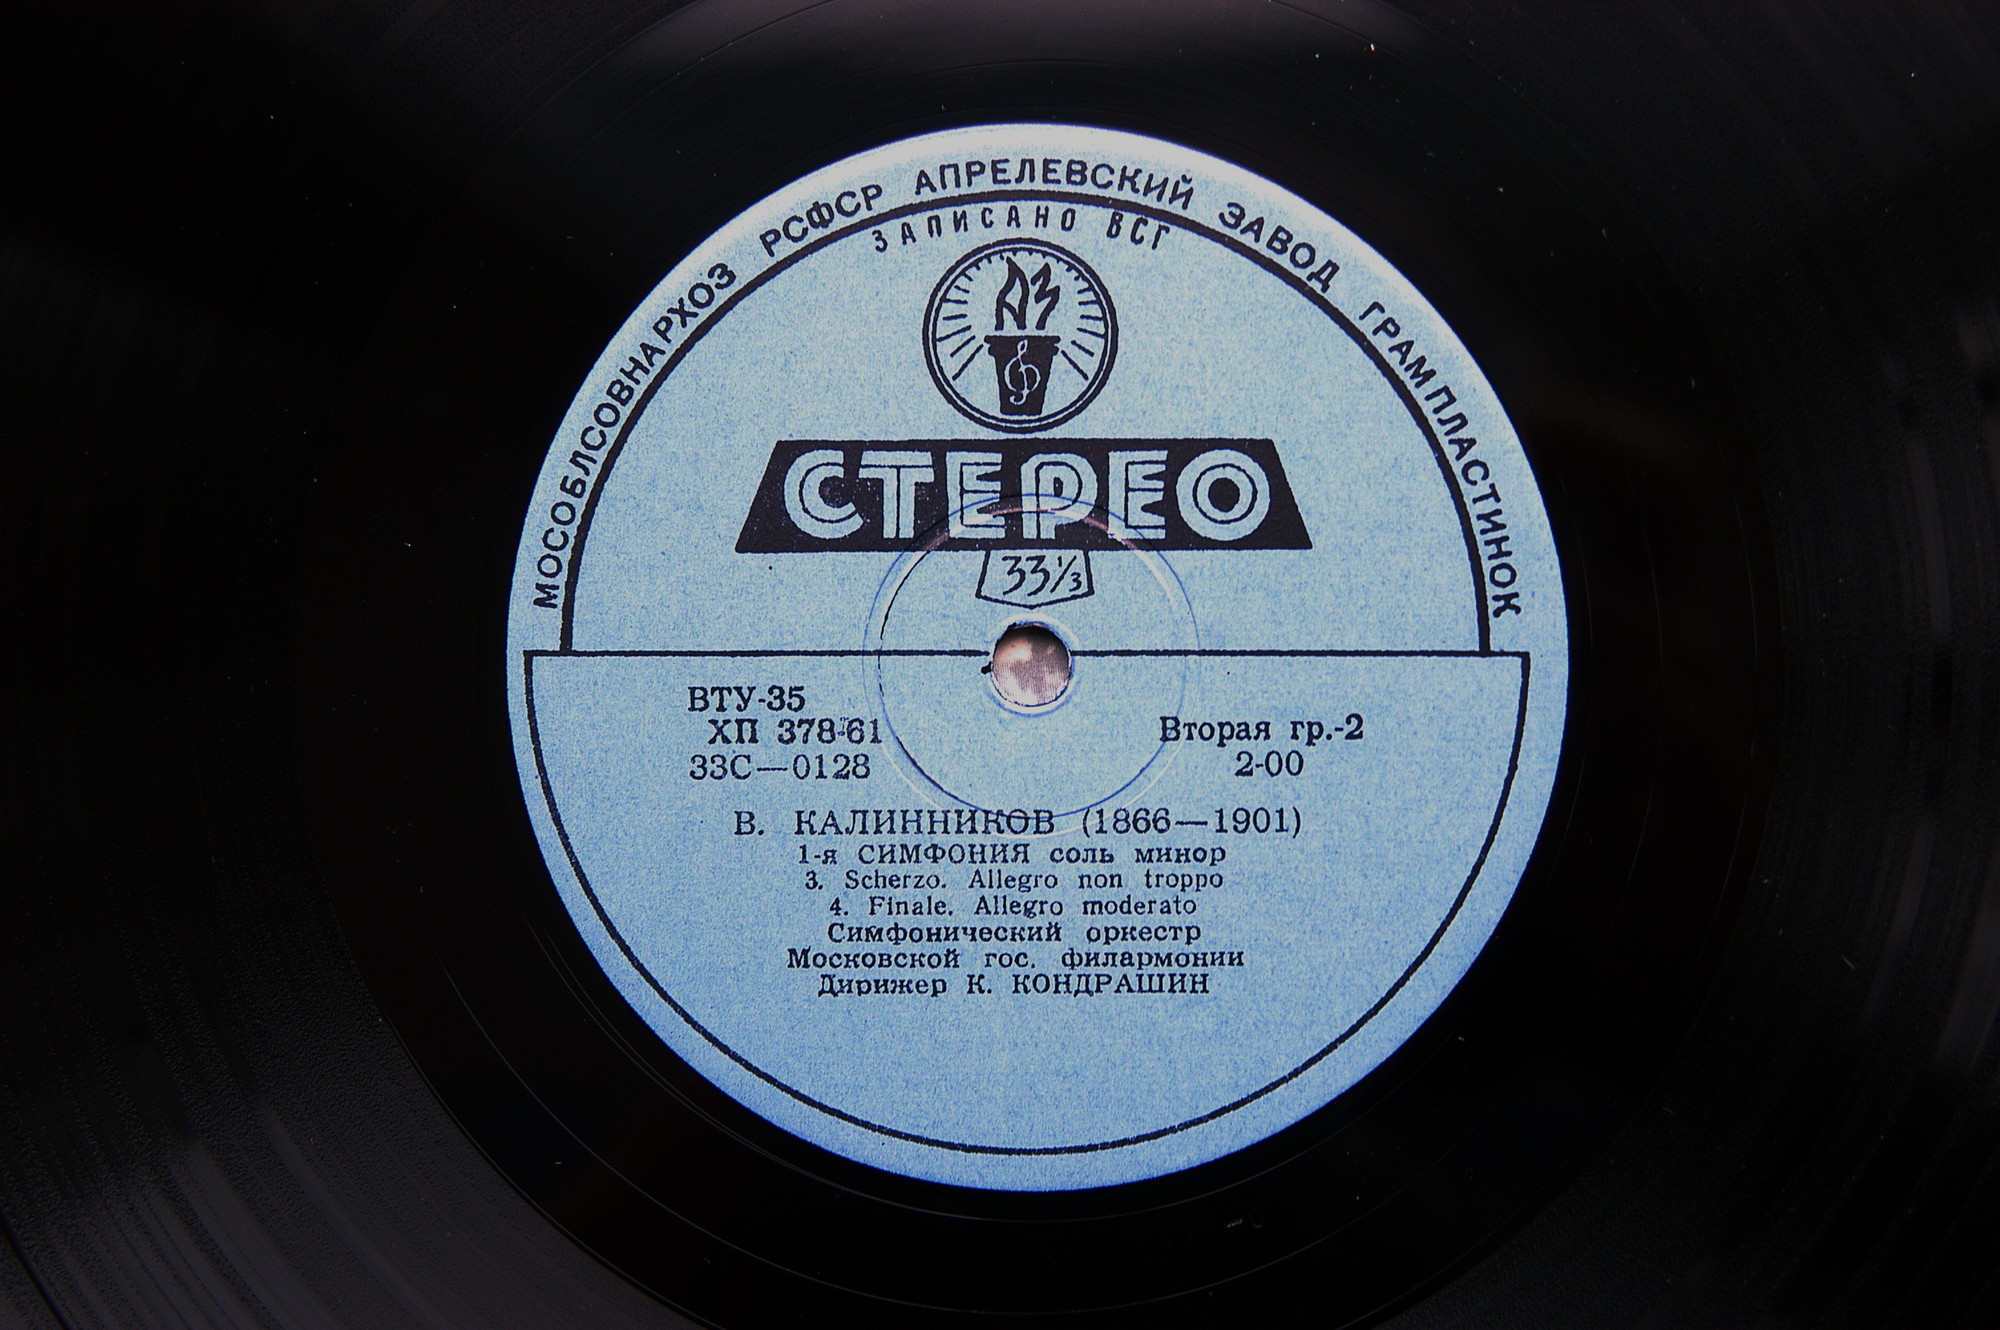 МОСОБЛСОВНАРХОЗ РСФСР АПРЕЛЕВСКИЙ ЗАВОД ГРАМПЛАСТИНОК
ЗАПИСАНО ВСГ
АЗ
СТЕРЕО
33⅓
ВТУ-35
ХП 378-61
33С—0128
Вторая гр.-2
2-00
В. КАЛИННИКОВ (1866—1901)
1-я СИМФОНИЯ соль минор
3. Scherzo. Allegro non troppo
4. Finale. Allegro moderato
Симфонический оркестр
Московской гос. филармонии
Дирижер К. КОНДРАШИН